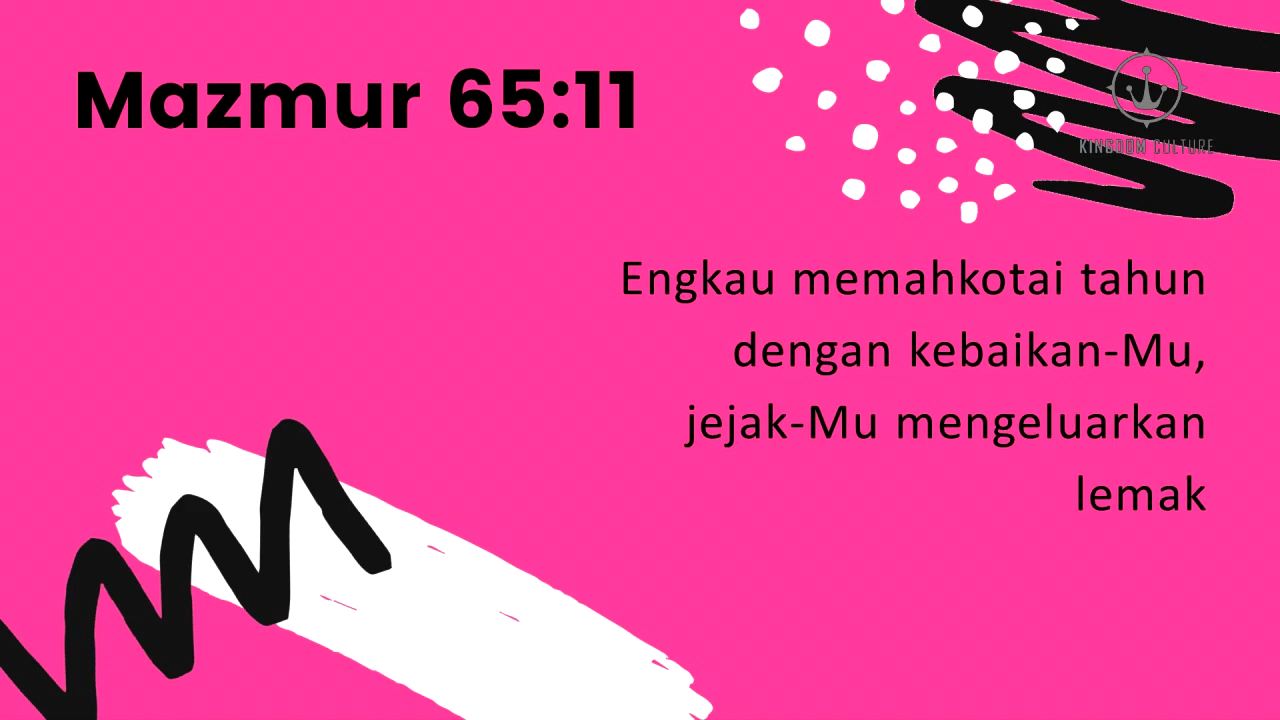 Mazmur 65:11
KINGDOM CULTURE
Engkau memahkotai tahun
dengan kebaikan-Mu,
jejak-Mu mengeluarkan
lemak